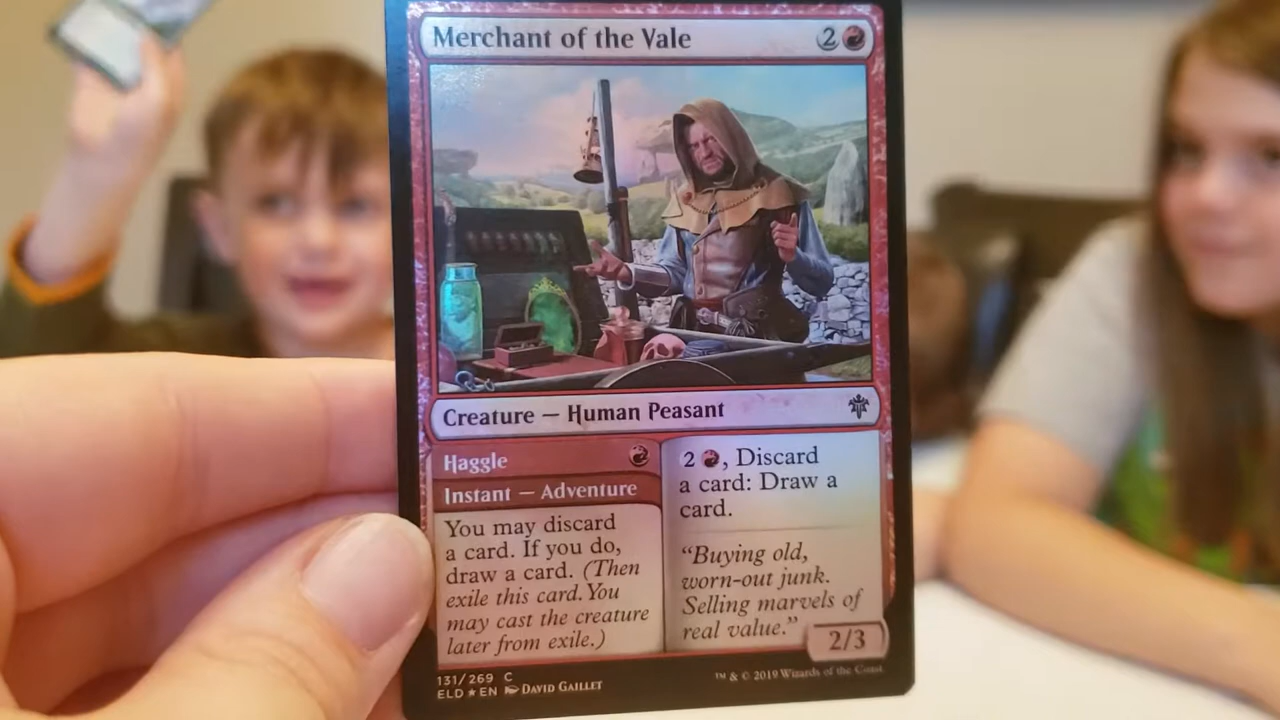 Merchant of the Vale 2
Creature — Human Peasant
Haggle
Instant — Adventure
You may discard
a card. If you do,
draw a card. (Then
exile this card. You
may cast the creature
later from exile.)
2 , Discard
a card: Draw a
card.
“Buying old,
worn-out junk.
Selling marvels of
real value.”
2/3
131/269 C
ELD ★ EN DAVID GAILLET
™ & © 2019 Wizards of the Coast